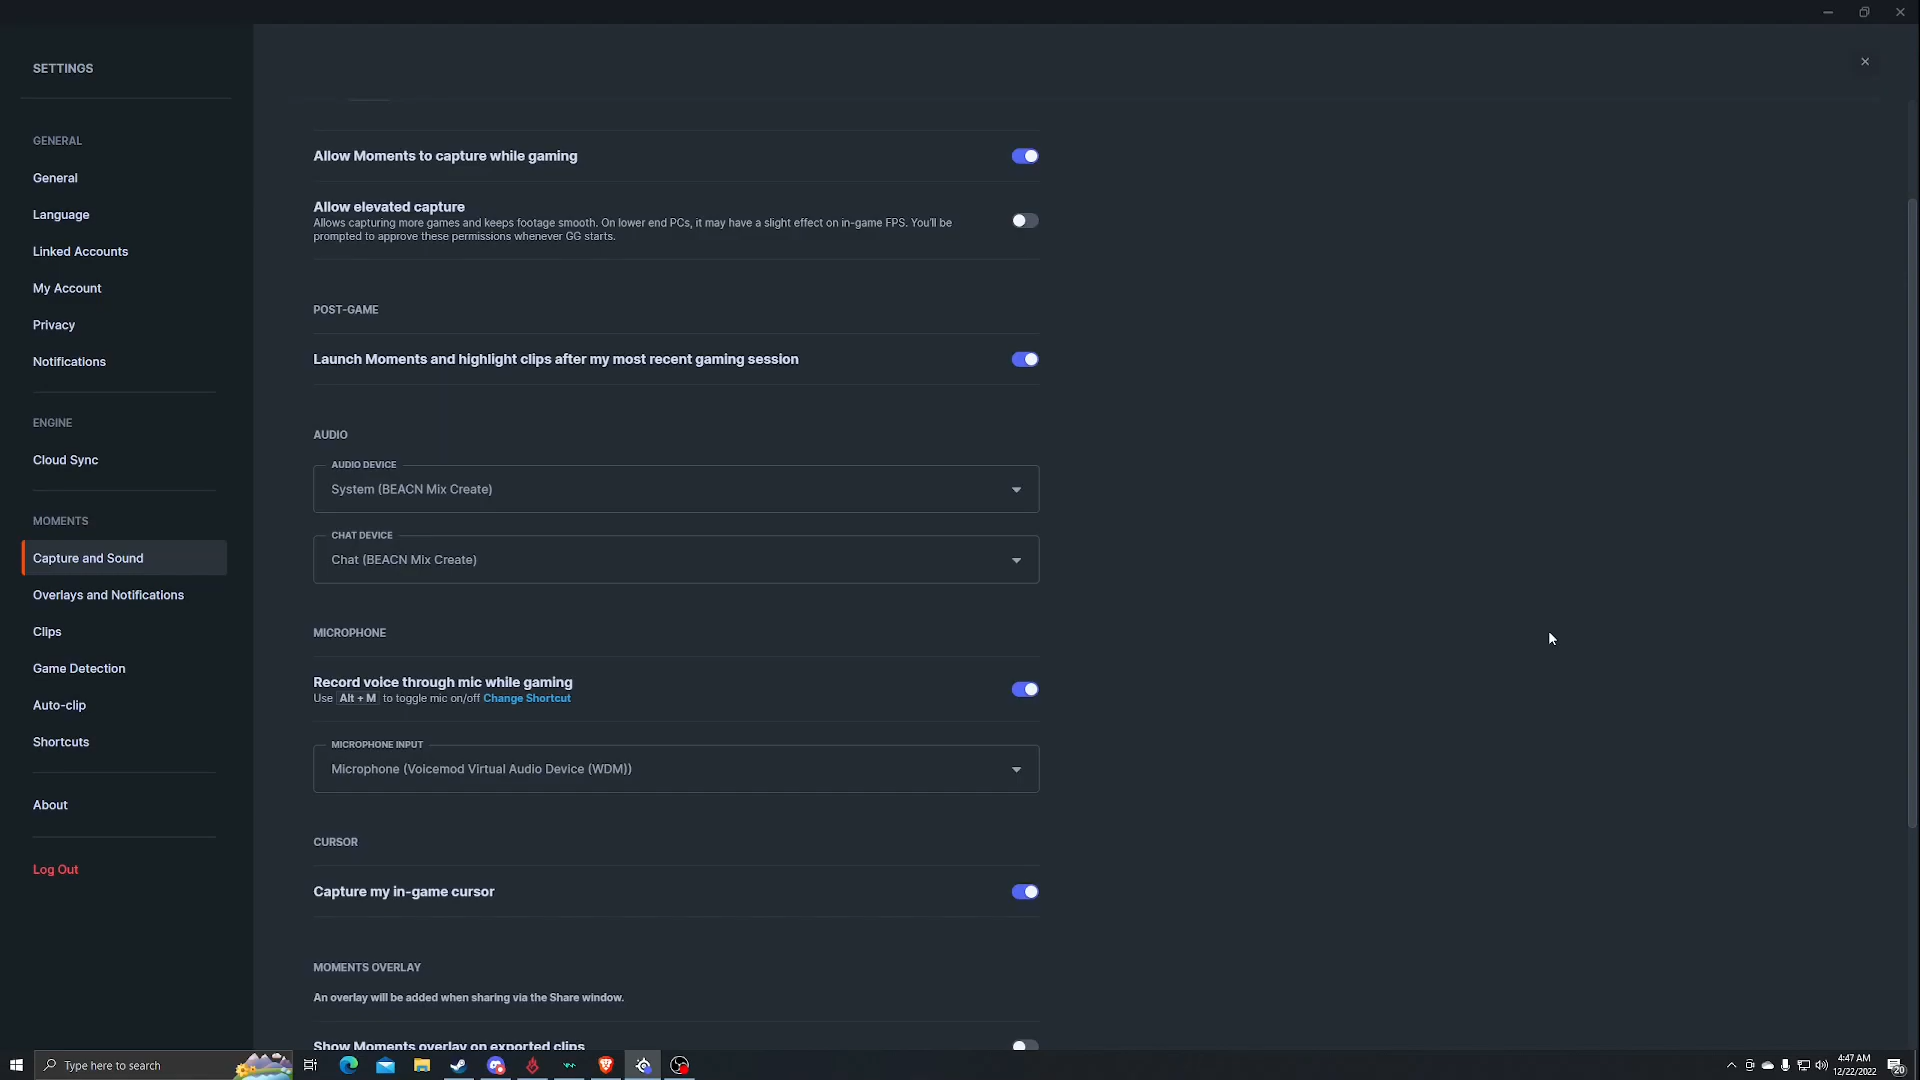 SETTINGS
GENERAL
General
Language
Linked Accounts
My Account
Privacy
Notifications
ENGINE
Cloud Sync
MOMENTS
Capture and Sound
Overlays and Notifications
Clips
Game Detection
Auto-clip
Shortcuts
About
Log Out
Allow Moments to capture while gaming
Allow elevated capture
Allows capturing more games and keeps footage smooth. On lower end PCs, it may have a slight effect on in-game FPS. You'll be
prompted to approve these permissions whenever GG starts.
POST-GAME
Launch Moments and highlight clips after my most recent gaming session
AUDIO
AUDIO DEVICE
System (BEACN Mix Create)
CHAT DEVICE
Chat (BEACN Mix Create)
MICROPHONE
Record voice through mic while gaming
Use Alt + M to toggle mic on/off Change Shortcut
MICROPHONE INPUT
Microphone (Voicemod Virtual Audio Device (WDM))
CURSOR
Capture my in-game cursor
MOMENTS OVERLAY
An overlay will be added when sharing via the Share window.
Show Moments overlay on exported clips
Type here to search
4:47 AM
12/22/2022
20